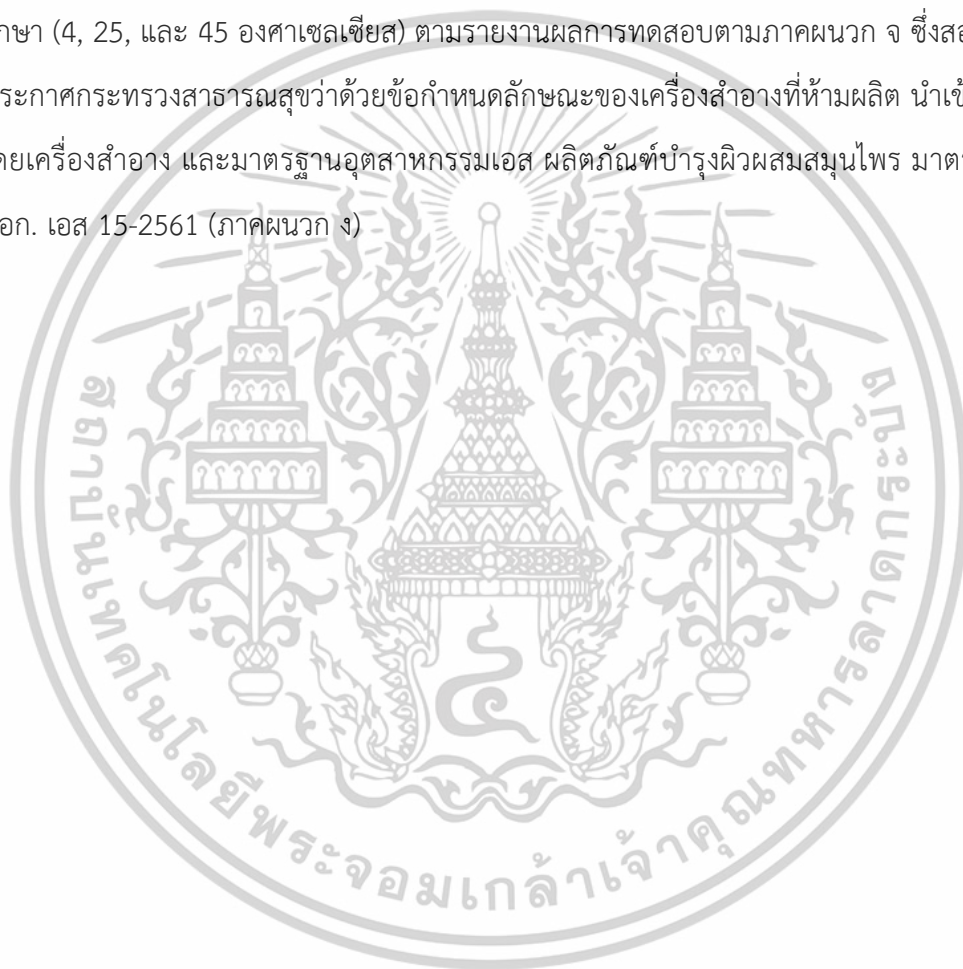 กษา (4, 25, และ 45 องศาเซลเซียส) ตามรายงานผลการทดสอบตามภาคผนวก จ ซึ่งสอ
ระกาศกระทรวงสาธารณสุขว่าด้วยข้อกำหนดลักษณะของเครื่องสำอางที่ห้ามผลิต นำเข้
ายเครื่องสำอาง และมาตรฐานอุตสาหกรรมเอส ผลิตภัณฑ์บำรุงผิวผสมสมุนไพร มาต
อก. เอส 15-2561 (ภาคผนวก ง)
สถาบันเทคโนโลยีพระจอมเกล้าเจ้าคุณทหารลาดกระบัง